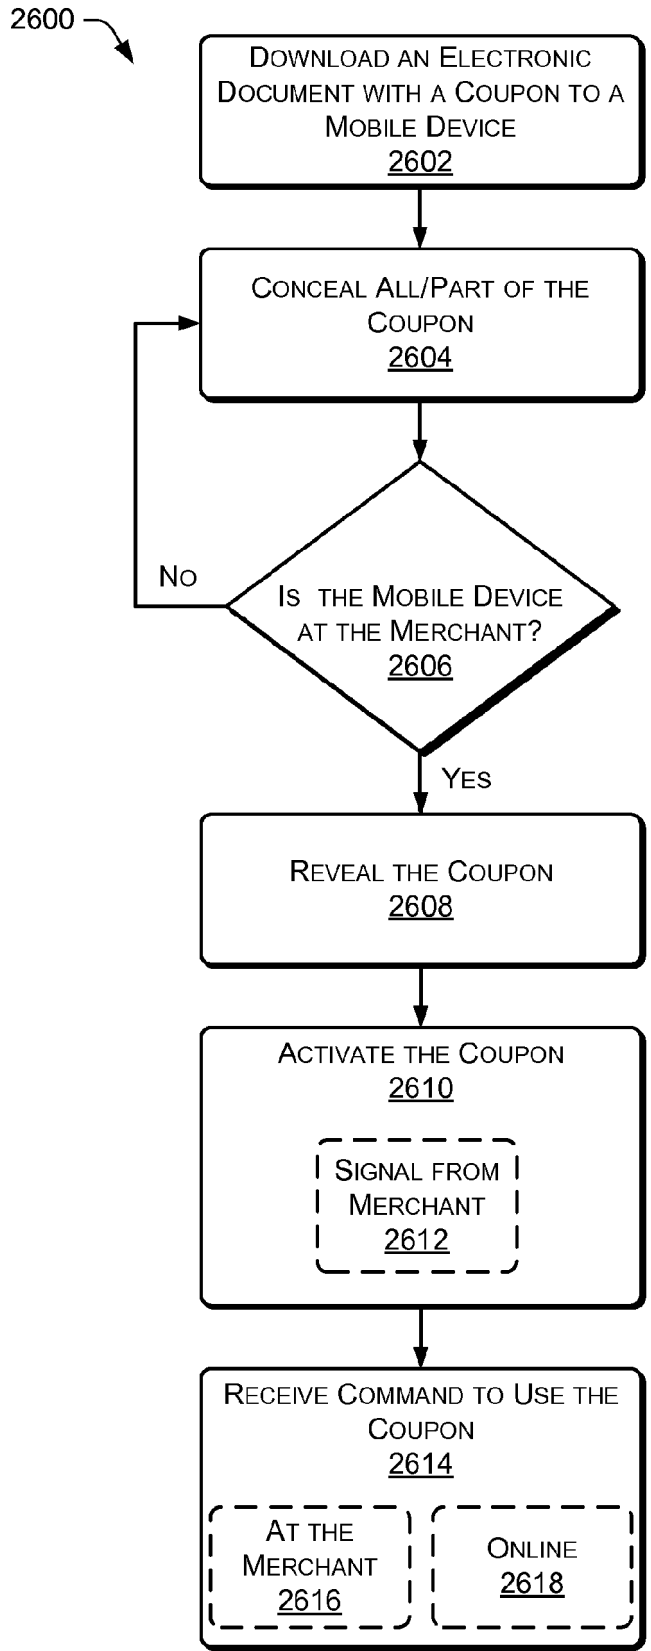 2600
DOWNLOAD AN ELECTRONIC
DOCUMENT WITH A COUPON TO A
MOBILE DEVICE
2602
CONCEAL ALL/PART OF THE
COUPON
2604
NO
IS THE MOBILE DEVICE
AT THE MERCHANT?
2606
YES
REVEAL THE COUPON
2608
ACTIVATE THE COUPON
2610
SIGNAL FROM
MERCHANT
2612
RECEIVE COMMAND TO USE THE
COUPON
2614
AT THE
MERCHANT
2616
ONLINE
2618